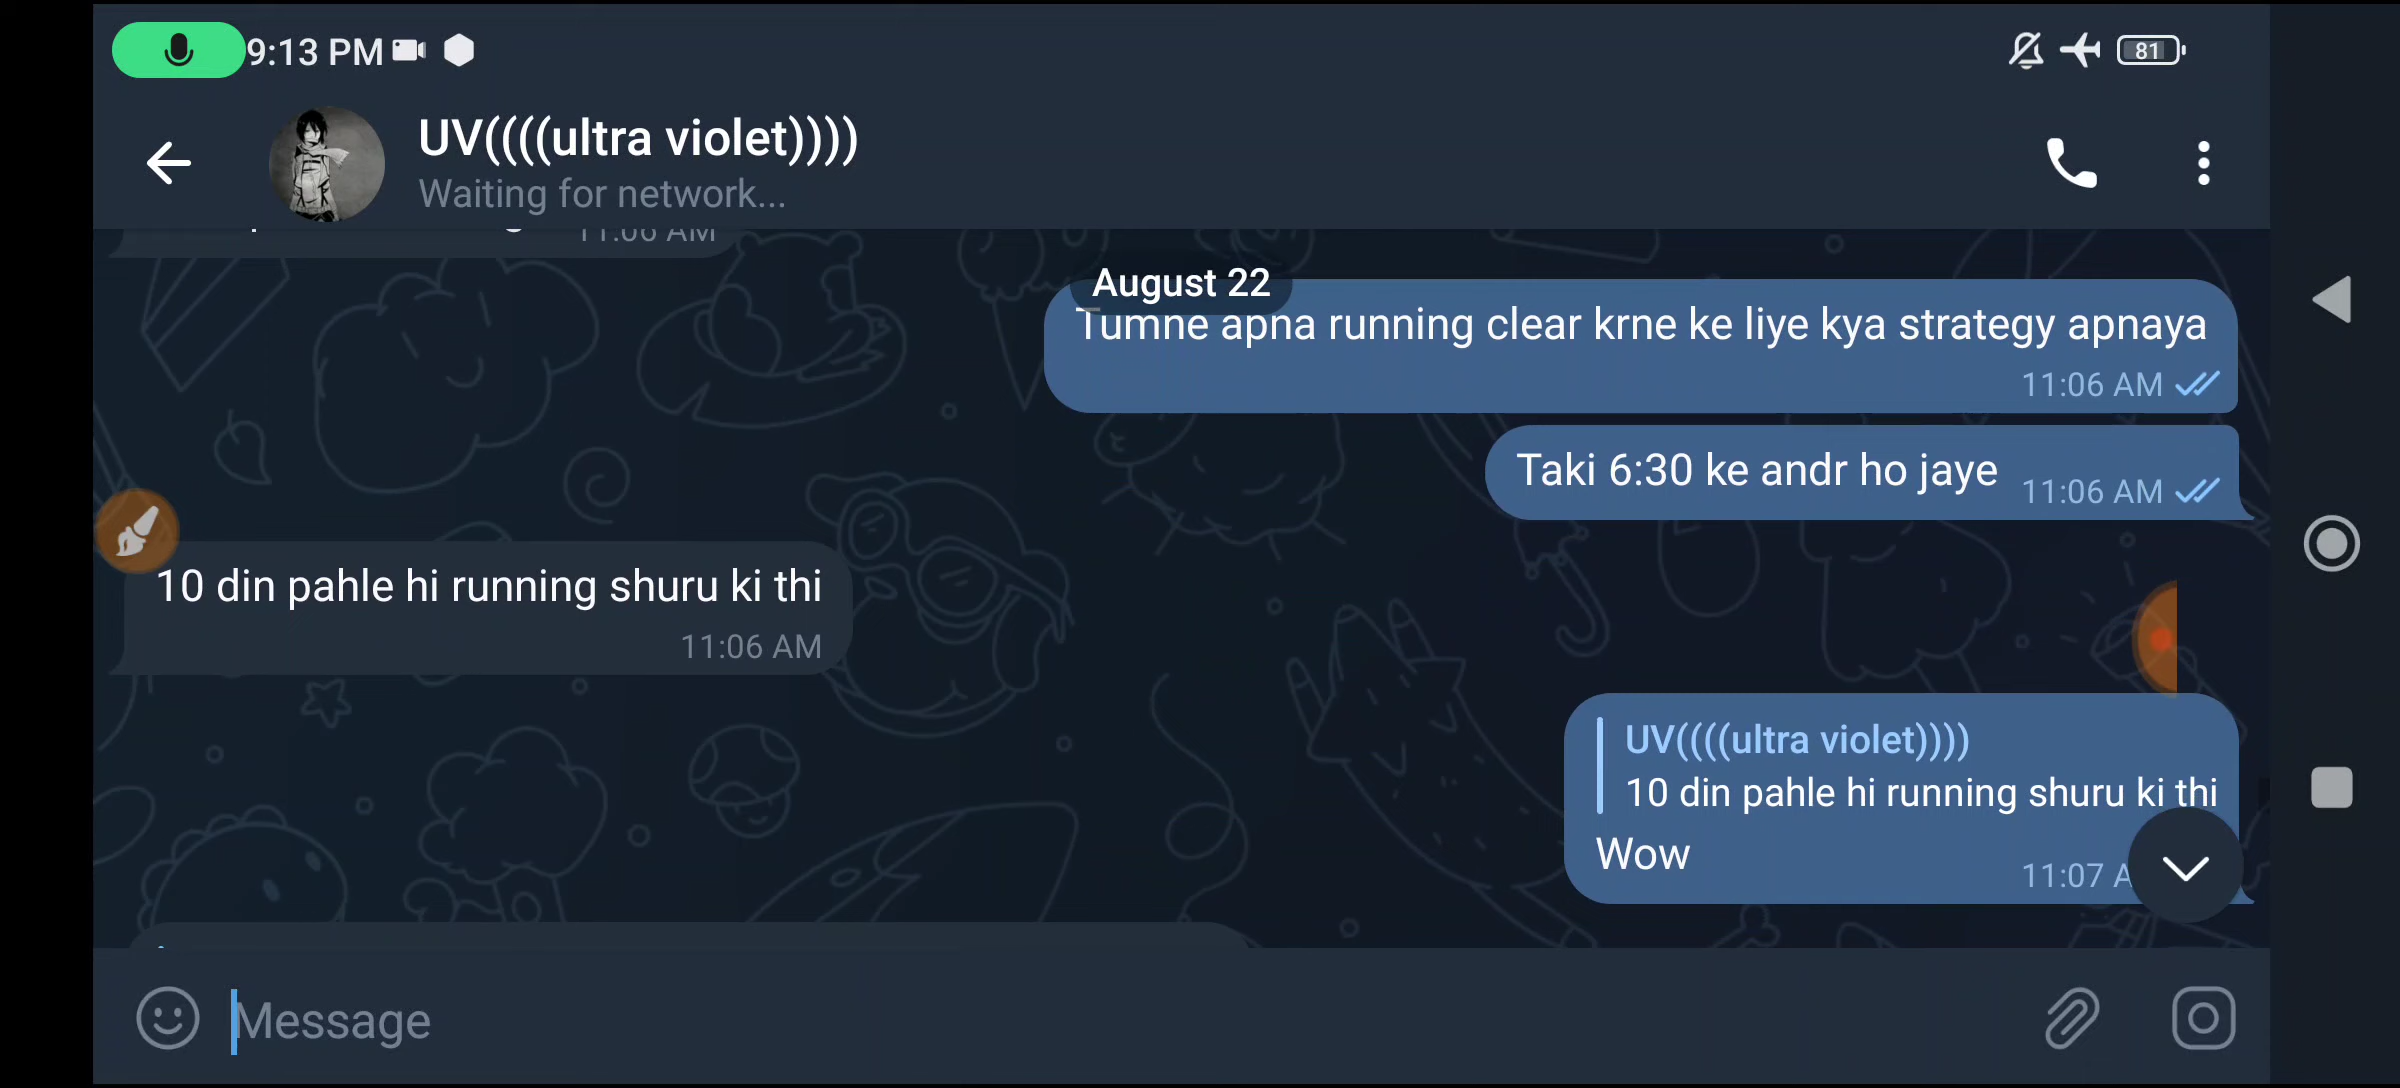 9:13 PM
81
UV((((ultra violet))))
Waiting for network...
11:06 AM
August 22
Tumne apna running clear krne ke liye kya strategy apnaya
11:06 AM
Taki 6:30 ke andr ho jaye
11:06 AM
10 din pahle hi running shuru ki thi
11:06 AM
UV((((ultra violet))))
10 din pahle hi running shuru ki thi
Wow
11:07 A
Message